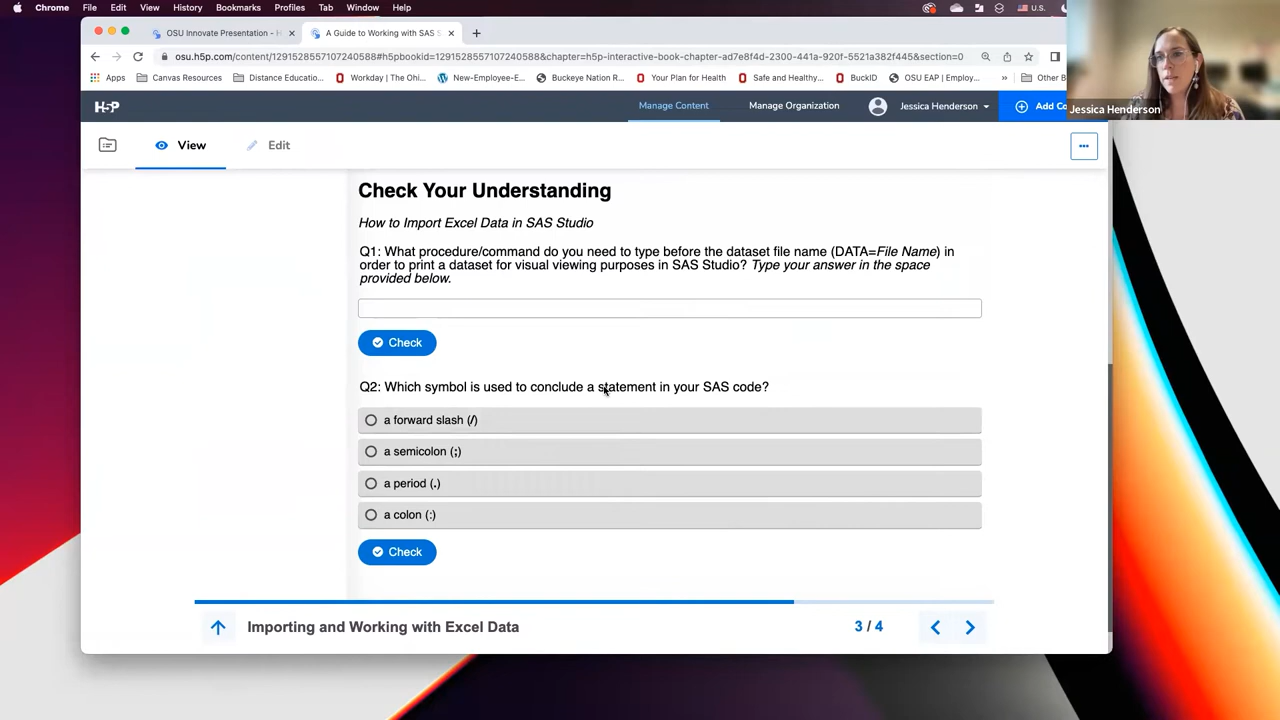 Chrome File Edit View History Bookmarks Profiles Tab Window Help U.S.
OSU Innovate Presentation - H
A Guide to Working with SAS S
osu.h5p.com/content/1291528557107240588#h5pbookid=1291528557107240588&chapter=h5p-interactive-book-chapter-ad7e8f4d-2300-441a-920f-5521a382f445&section=0
Apps Canvas Resources Distance Educatio... Workday | The Ohi... New-Employee-E... Buckeye Nation R... Your Plan for Health Safe and Healthy... BuckID OSU EAP | Employ... » Other B
Jessica Henderson
H5P Manage Content Manage Organization Jessica Henderson Add Co
View Edit
Check Your Understanding
How to Import Excel Data in SAS Studio
Q1: What procedure/command do you need to type before the dataset file name (DATA=File Name) in
order to print a dataset for visual viewing purposes in SAS Studio? Type your answer in the space
provided below.
Check
Q2: Which symbol is used to conclude a statement in your SAS code?
a forward slash (/)
a semicolon (;)
a period (.)
a colon (:)
Check
Importing and Working with Excel Data 3 / 4